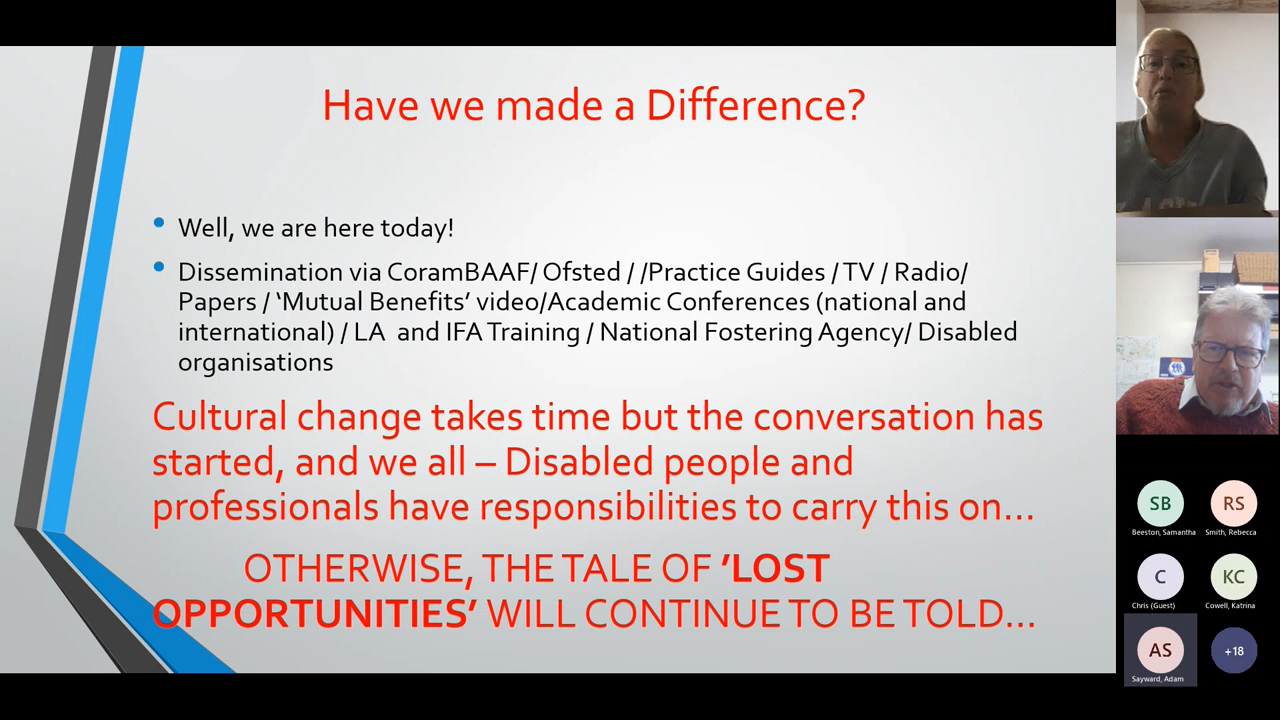 Have we made a Difference?
Well, we are here today!
Dissemination via CoramBAAF/ Ofsted / /Practice Guides / TV / Radio/
Papers / ‘Mutual Benefits’ video/Academic Conferences (national and
international) / LA  and IFA Training / National Fostering Agency/ Disabled
organisations
Cultural change takes time but the conversation has
started, and we all – Disabled people and
professionals have responsibilities to carry this on...
OTHERWISE, THE TALE OF ’LOST
OPPORTUNITIES’ WILL CONTINUE TO BE TOLD...
SB
RS
Beeston, Samantha
Smith, Rebecca
C
KC
Chris (Guest)
Cowell, Katrina
AS
+18
Sayward, Adam